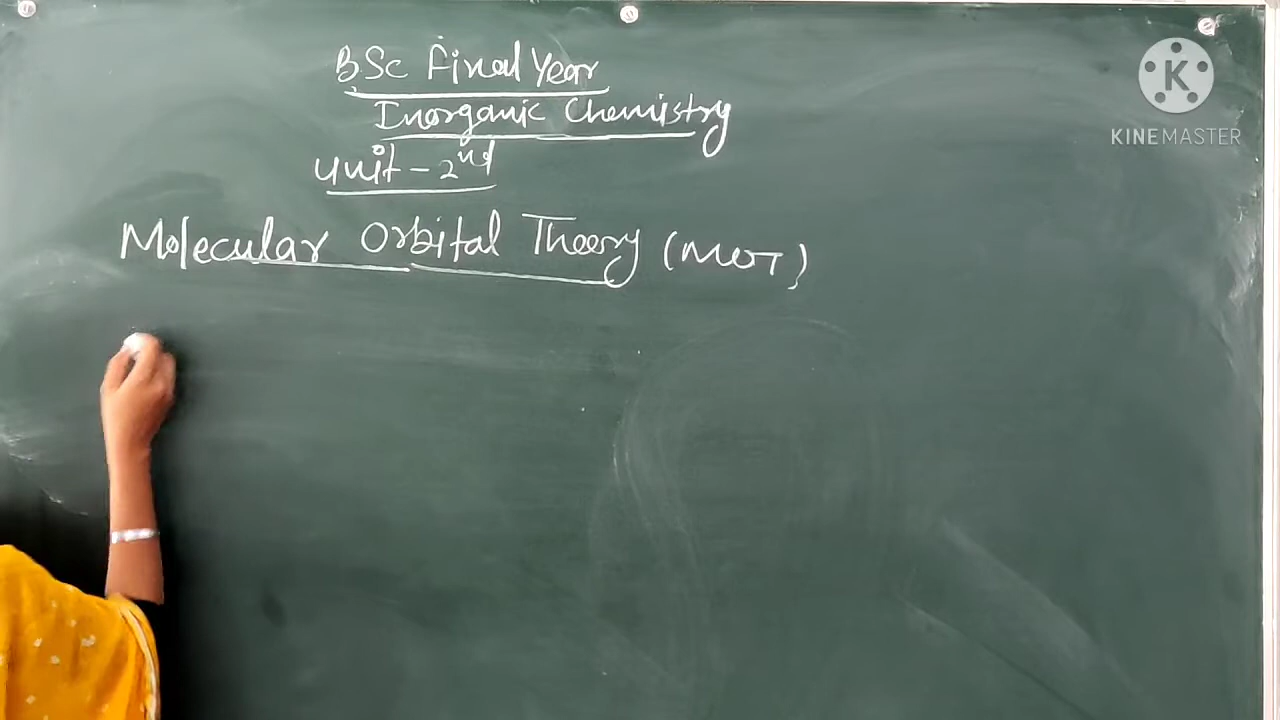 BSc Final Year
Inorganic Chemistry
Unit - 2nd
Molecular Orbital Theory (MOT)
K
KINEMASTER